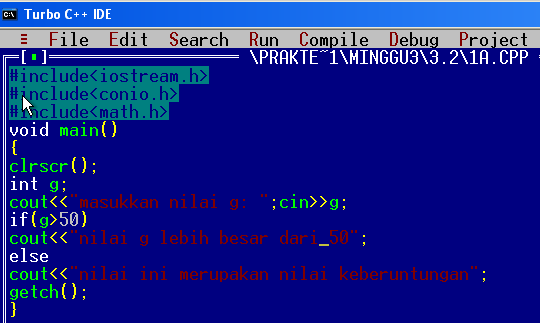 Turbo C++ IDE
≡ File Edit Search Run Compile Debug Project
[■] \PRAKTE~1\MINGGU3\3.2\1A.CPP
#include<iostream.h>
#include<conio.h>
#include<math.h>
void main()
{
clrscr();
int g;
cout<<"masukkan nilai g: ";cin>>g;
if(g>50)
cout<<"nilai g lebih besar dari_50";
else
cout<<"nilai ini merupakan nilai keberuntungan";
getch();
}